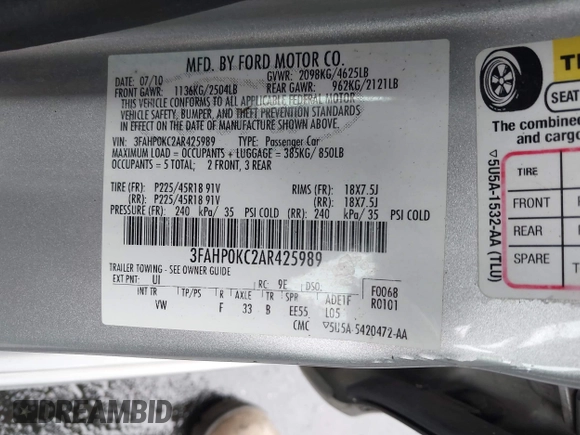 MFD. BY FORD MOTOR CO.
DATE: 07/10 GVWR: 2098KG/4625LB
FRONT GAWR: 1136KG/2504LB REAR GAWR: 962KG/2121LB
THIS VEHICLE CONFORMS TO ALL APPLICABLE FEDERAL MOTOR
VEHICLE SAFETY, BUMPER, AND THEFT PREVENTION STANDARDS
IN EFFECT ON THE DATE OF MANUFACTURE SHOWN ABOVE.
VIN: 3FAHP0KC2AR425989 TYPE: Passenger Car
MAXIMUM LOAD = OCCUPANTS + LUGGAGE = 385KG/850LB
OCCUPANTS = 5 TOTAL; 2 FRONT, 3 REAR
TIRE (FR): P225/45R18 91V RIMS (FR): 18X7.5J
(RR): P225/45R18 91V (RR): 18X7.5J
PRESSURE (FR): 240 kPa/ 35 PSI COLD (RR): 240 kPa/ 35 PSI COLD
3FAHP0KC2AR425989
TRAILER TOWING - SEE OWNER GUIDE
EXT PNT: UI RC: 9E DSO: F0068
INT TR TP/PS R AXLE TR SPR ADE1F R0101
VW F 33 B EE55 L05
CMC ▽5U5A-5420472-AA
SEAT
The combined
and cargo
TIRE
FRONT
REAR
SPARE
▽5U5A-1532-AA (TLU)
DREAMBID